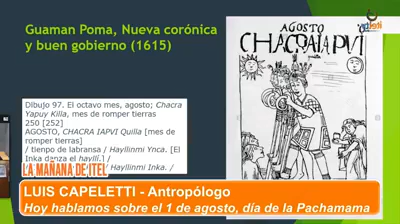 Guaman Poma, Nueva corónica
y buen gobierno (1615)
AGOSTO
CHACRAIAPVI
Dibujo 97. El octavo mes, agosto; Chacra
Yapuy Killa, mes de romper tierras
250 [252]
AGOSTO, CHACRA IAPVI Quilla [mes de
romper tierras]
/ tienpo de labransa / Hayllinmi Ynca. [El
Inka danza el haylli.] /
/ Hayllinmi Inka. /
LA MAÑANA DE ITEL
LUIS CAPELETTI - Antropólogo
Hoy hablamos sobre el 1 de agosto, día de la Pachamama